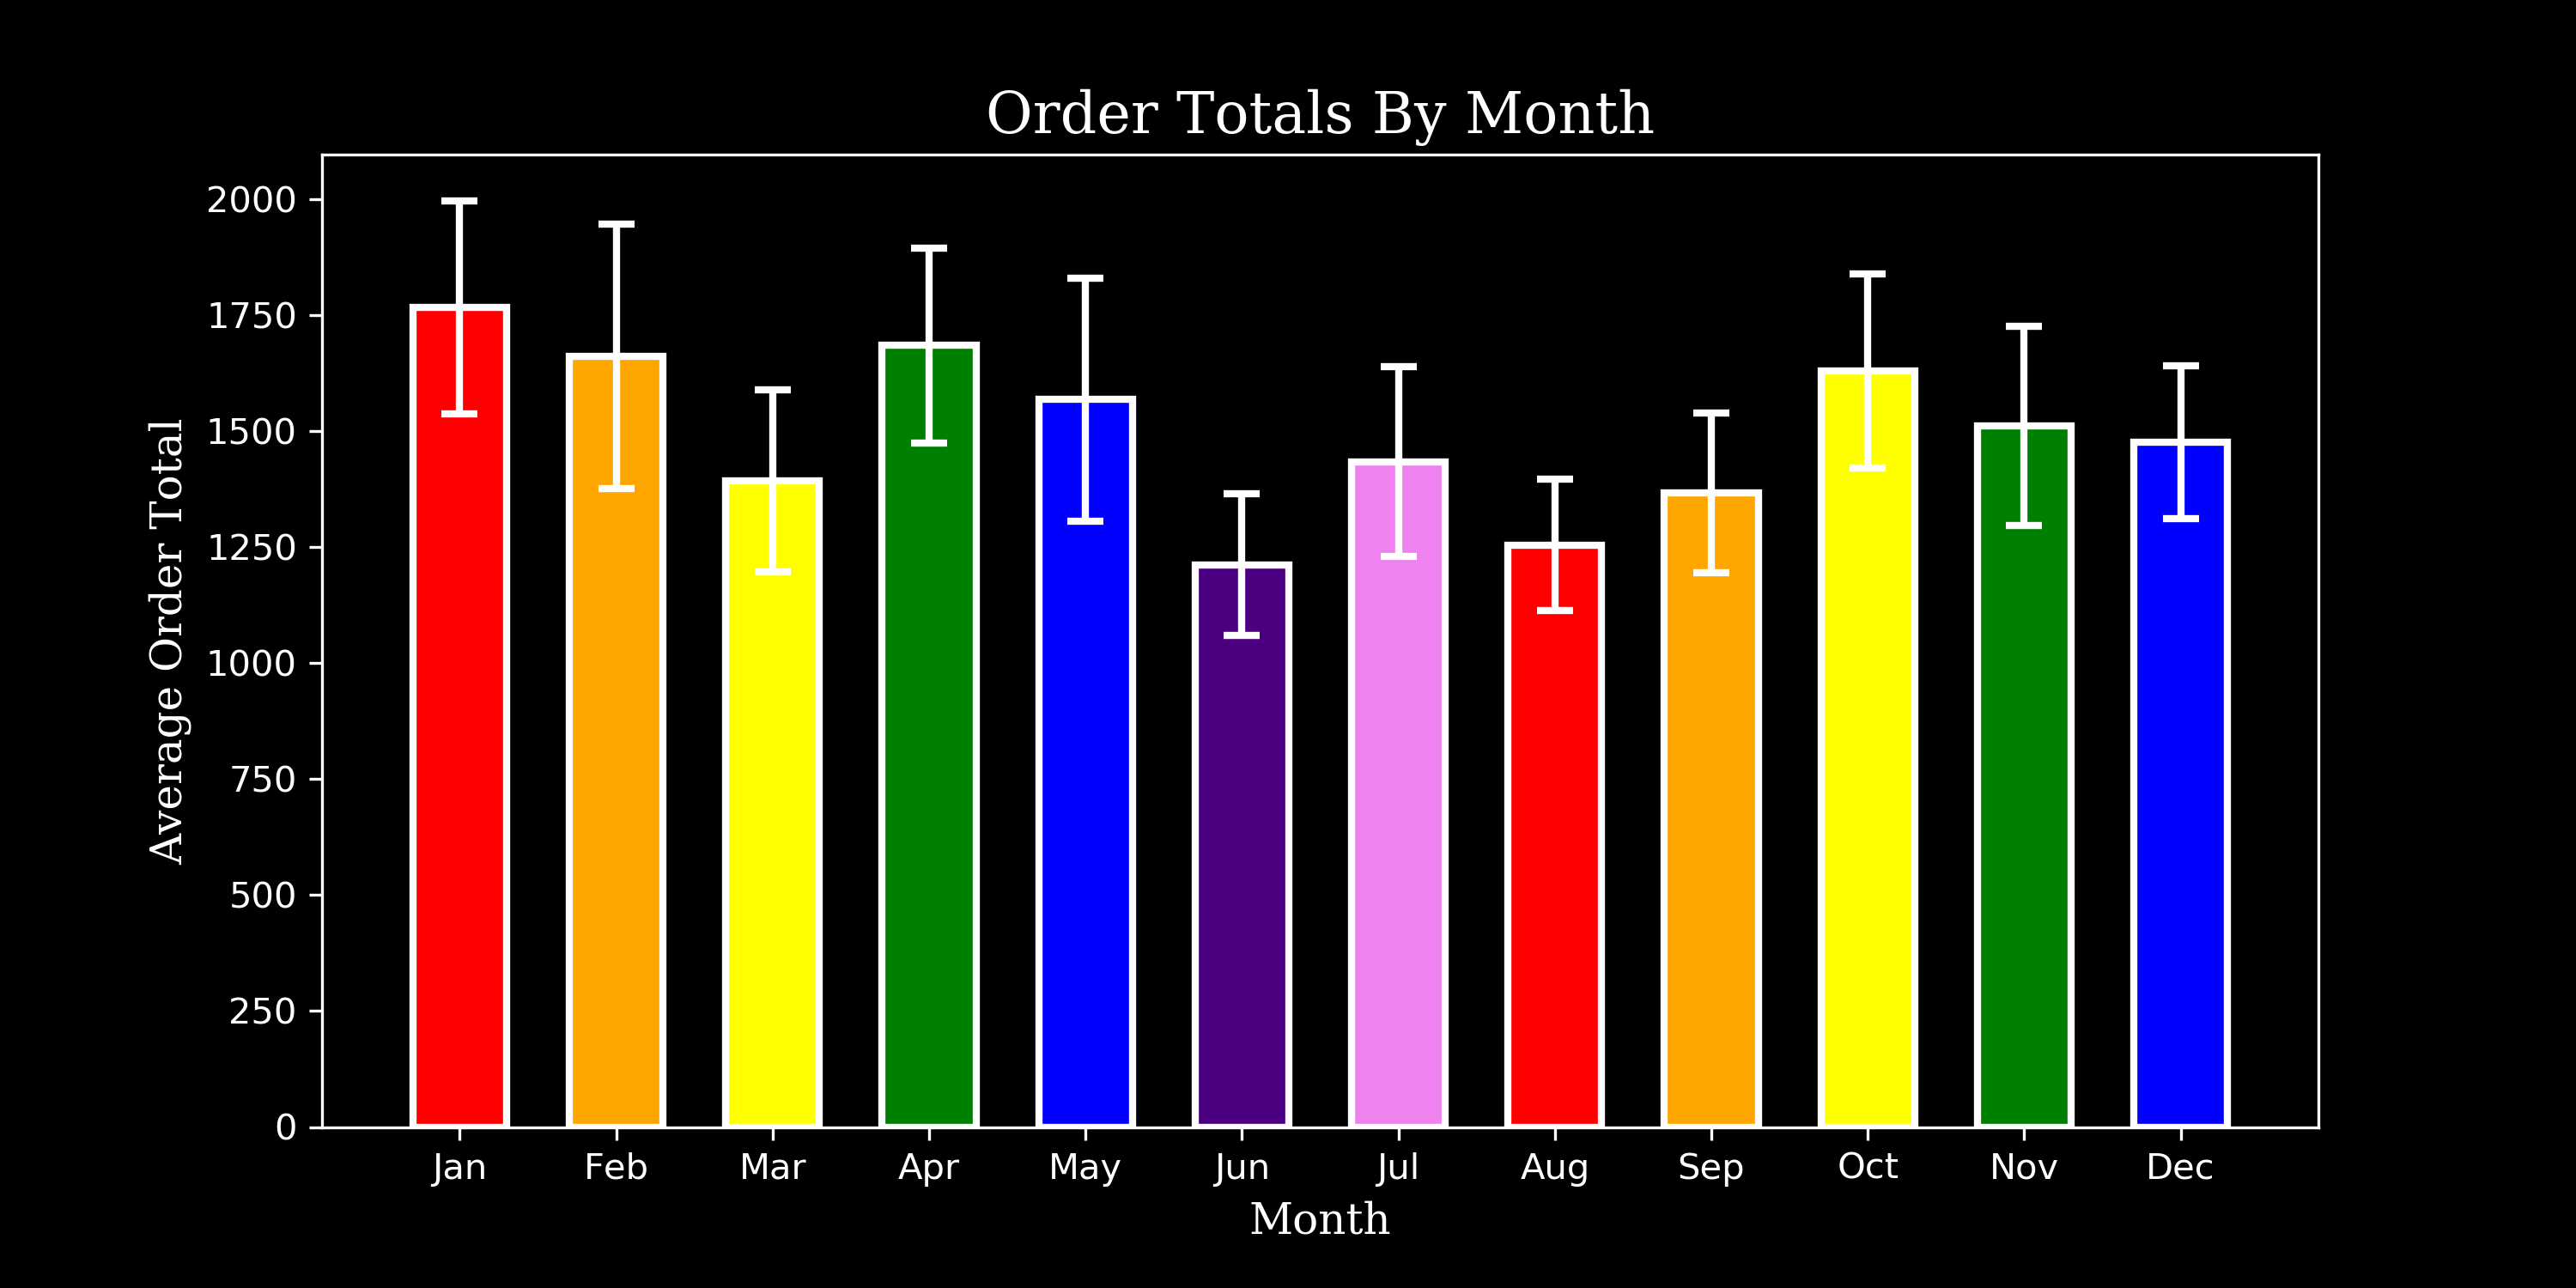 Order Totals By Month
Average Order Total
2000
1750
1500
1250
1000
750
500
250
0
Jan Feb Mar Apr May Jun Jul Aug Sep Oct Nov Dec
Month